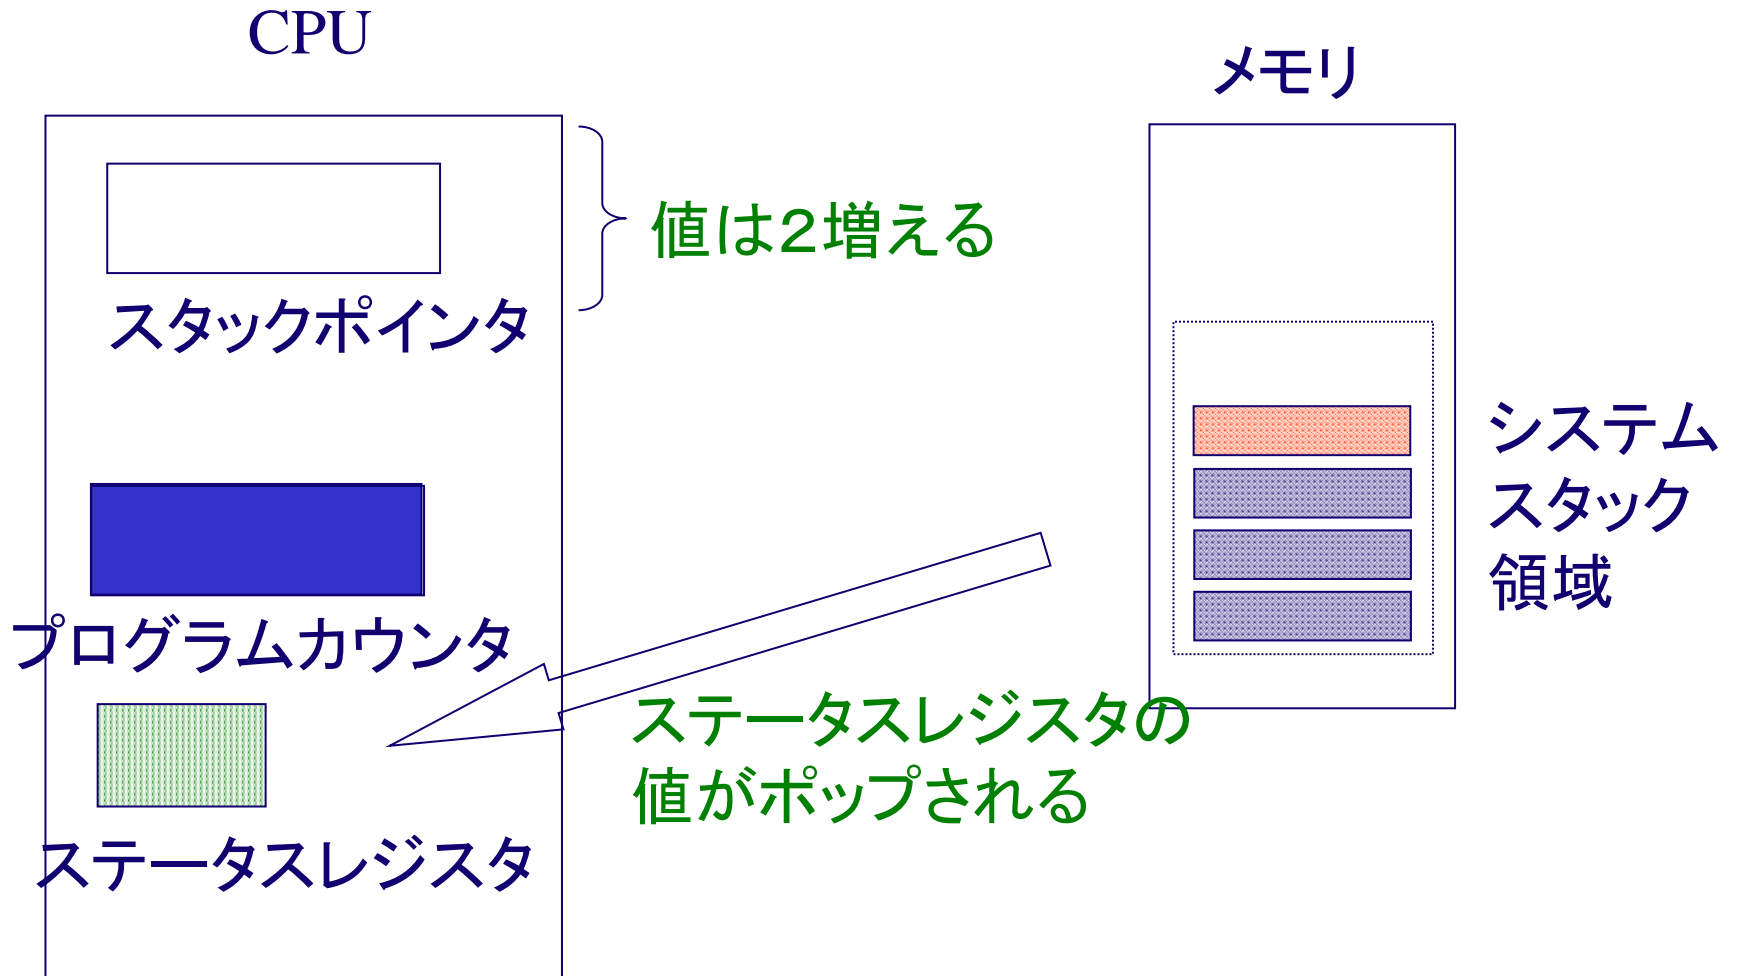 CPU
メモリ
値は２増える
スタックポインタ
システム
スタック
領域
プログラムカウンタ
ステータスレジスタの
値がポップされる
ステータスレジスタ